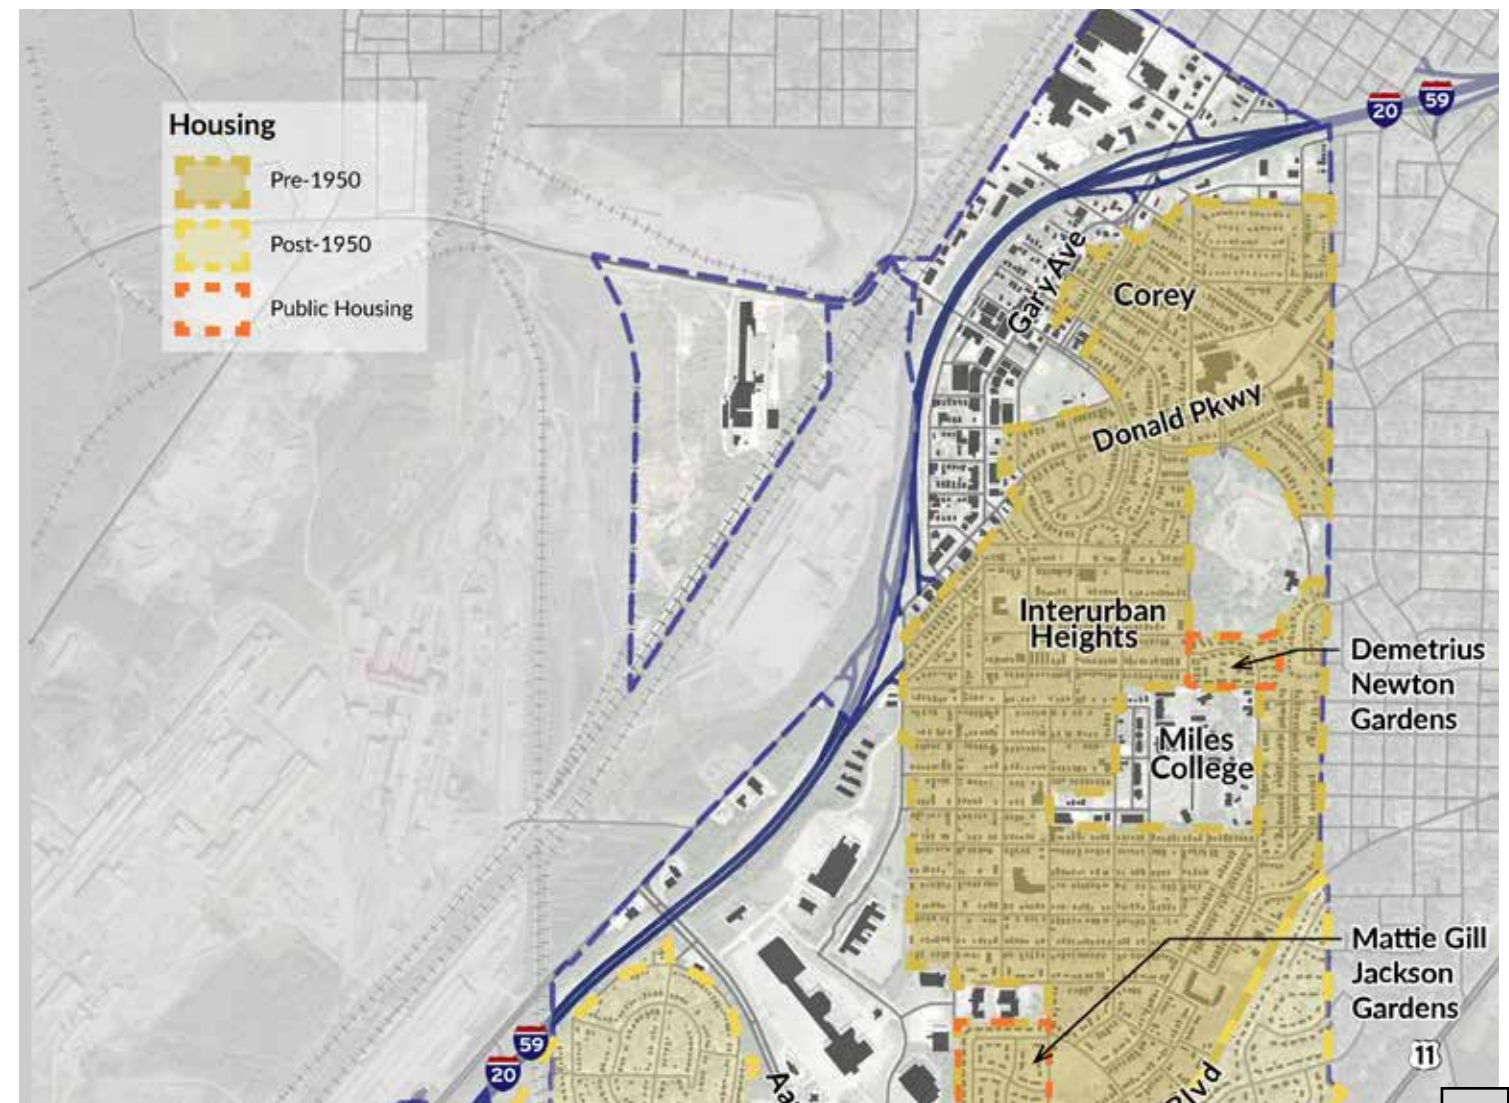 Housing
Pre-1950
Post-1950
Public Housing
20
59
Gary Ave
Corey
Donald Pkwy
Interurban
Heights
Demetrius
Newton
Gardens
Miles
College
Mattie Gill
Jackson
Gardens
11
59
20
Blvd